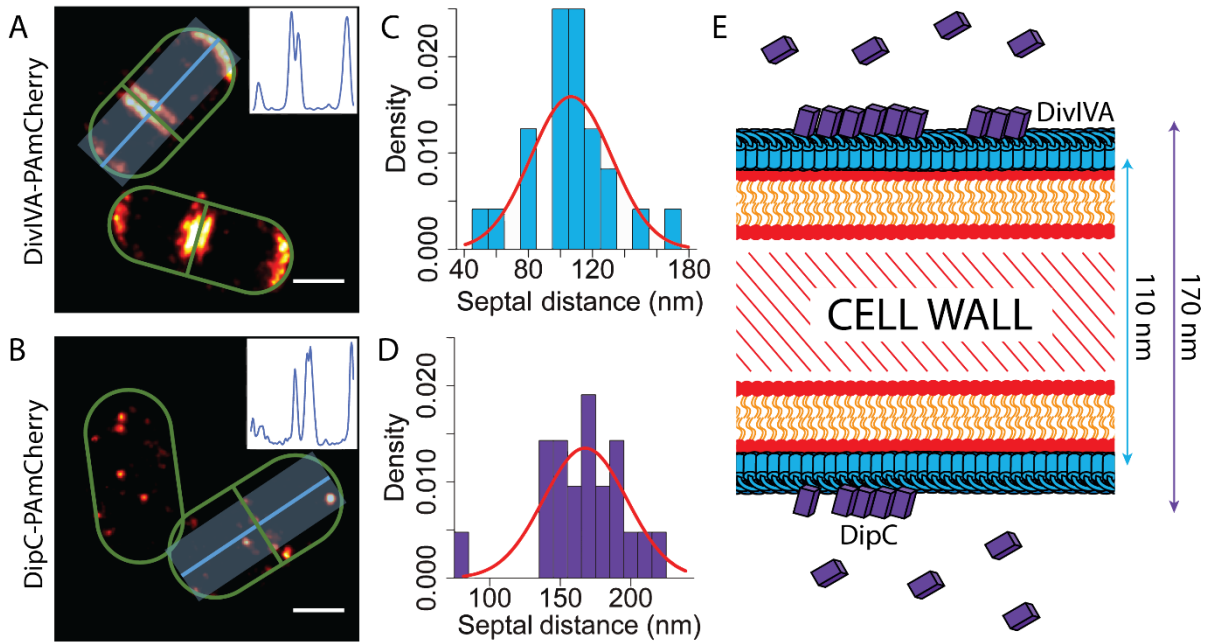 A
DivIVA-PAmCherry
B
DipC-PAmCherry
C
Density
0.000 0.010 0.020
40 80 120 180
Septal distance (nm)
D
Density
0.000 0.010 0.020
100 150 200
Septal distance (nm)
E
DivIVA
CELL WALL
110 nm
170 nm
DipC